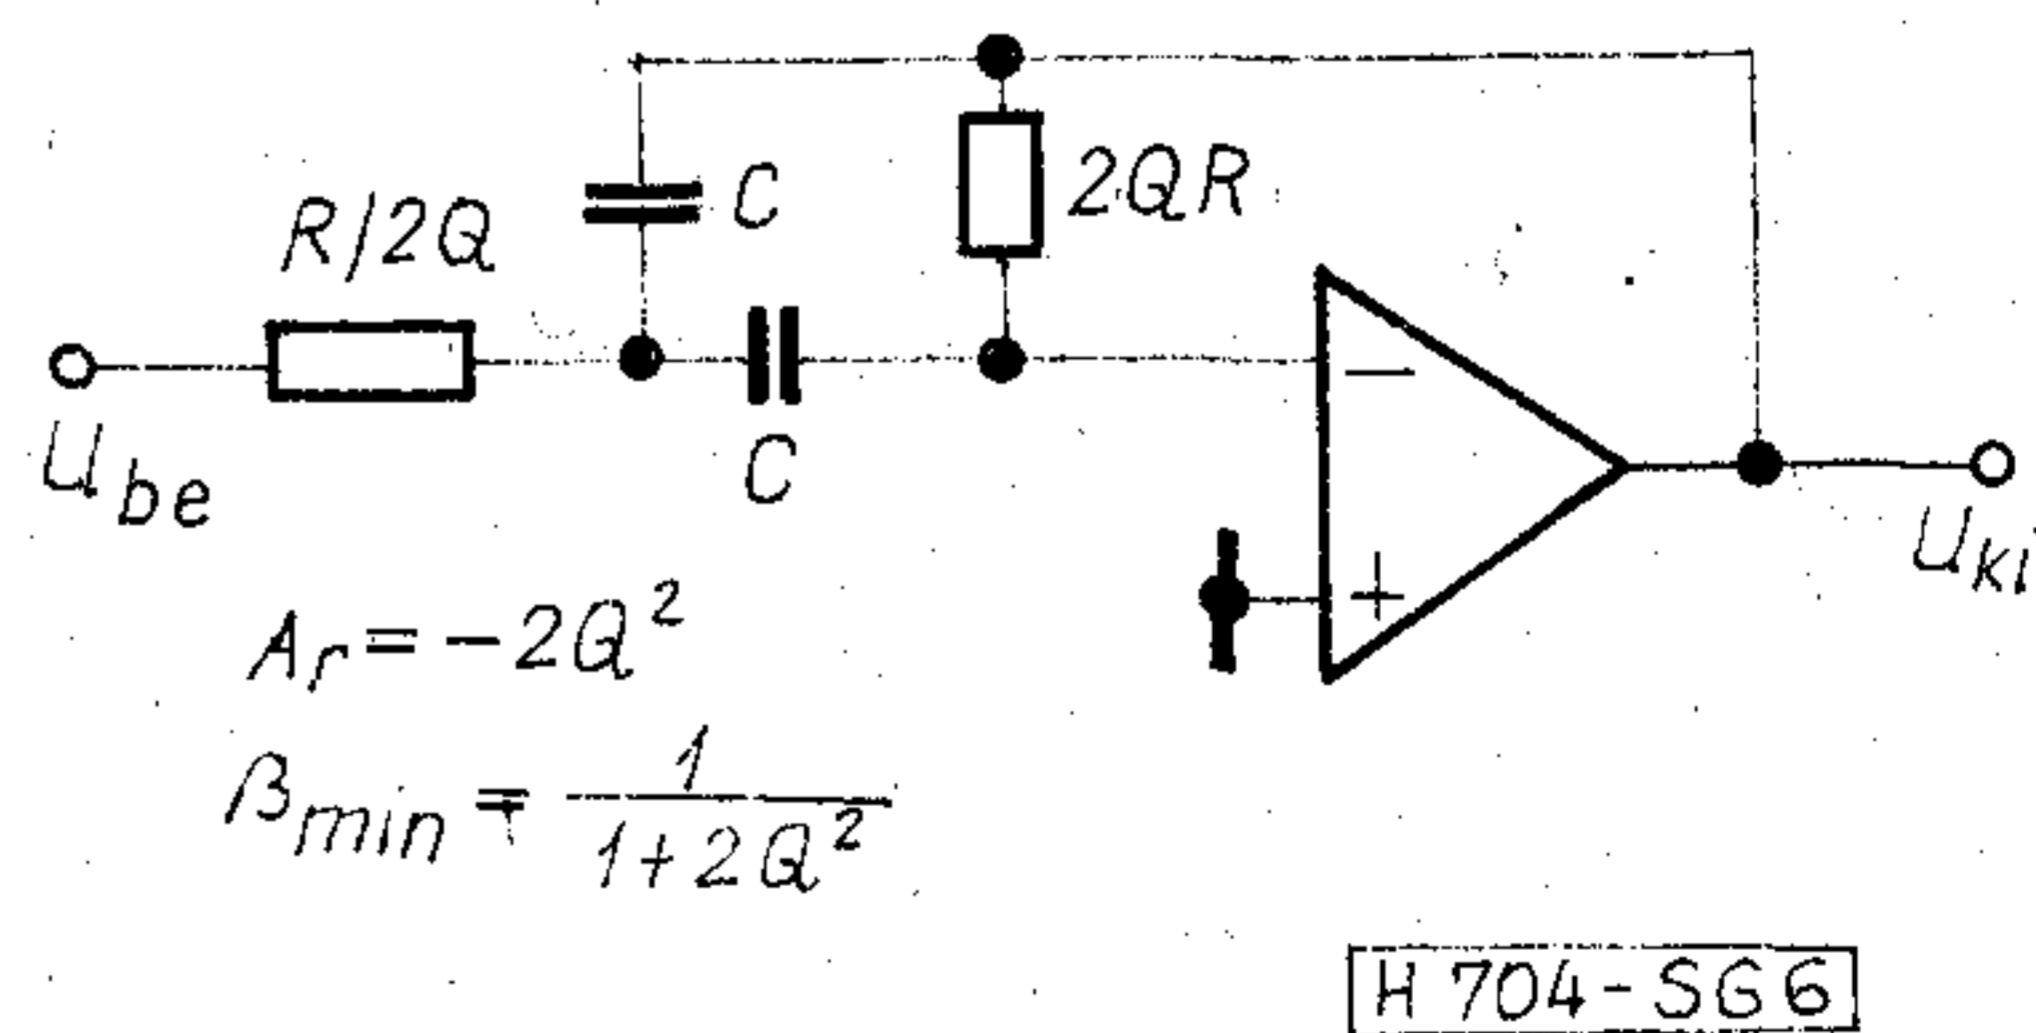 C
2QR
R/2Q
C
U_be
−
+
U_ki
A_r = −2Q²
β_min = 1/(1+2Q²)
H 704-SG6